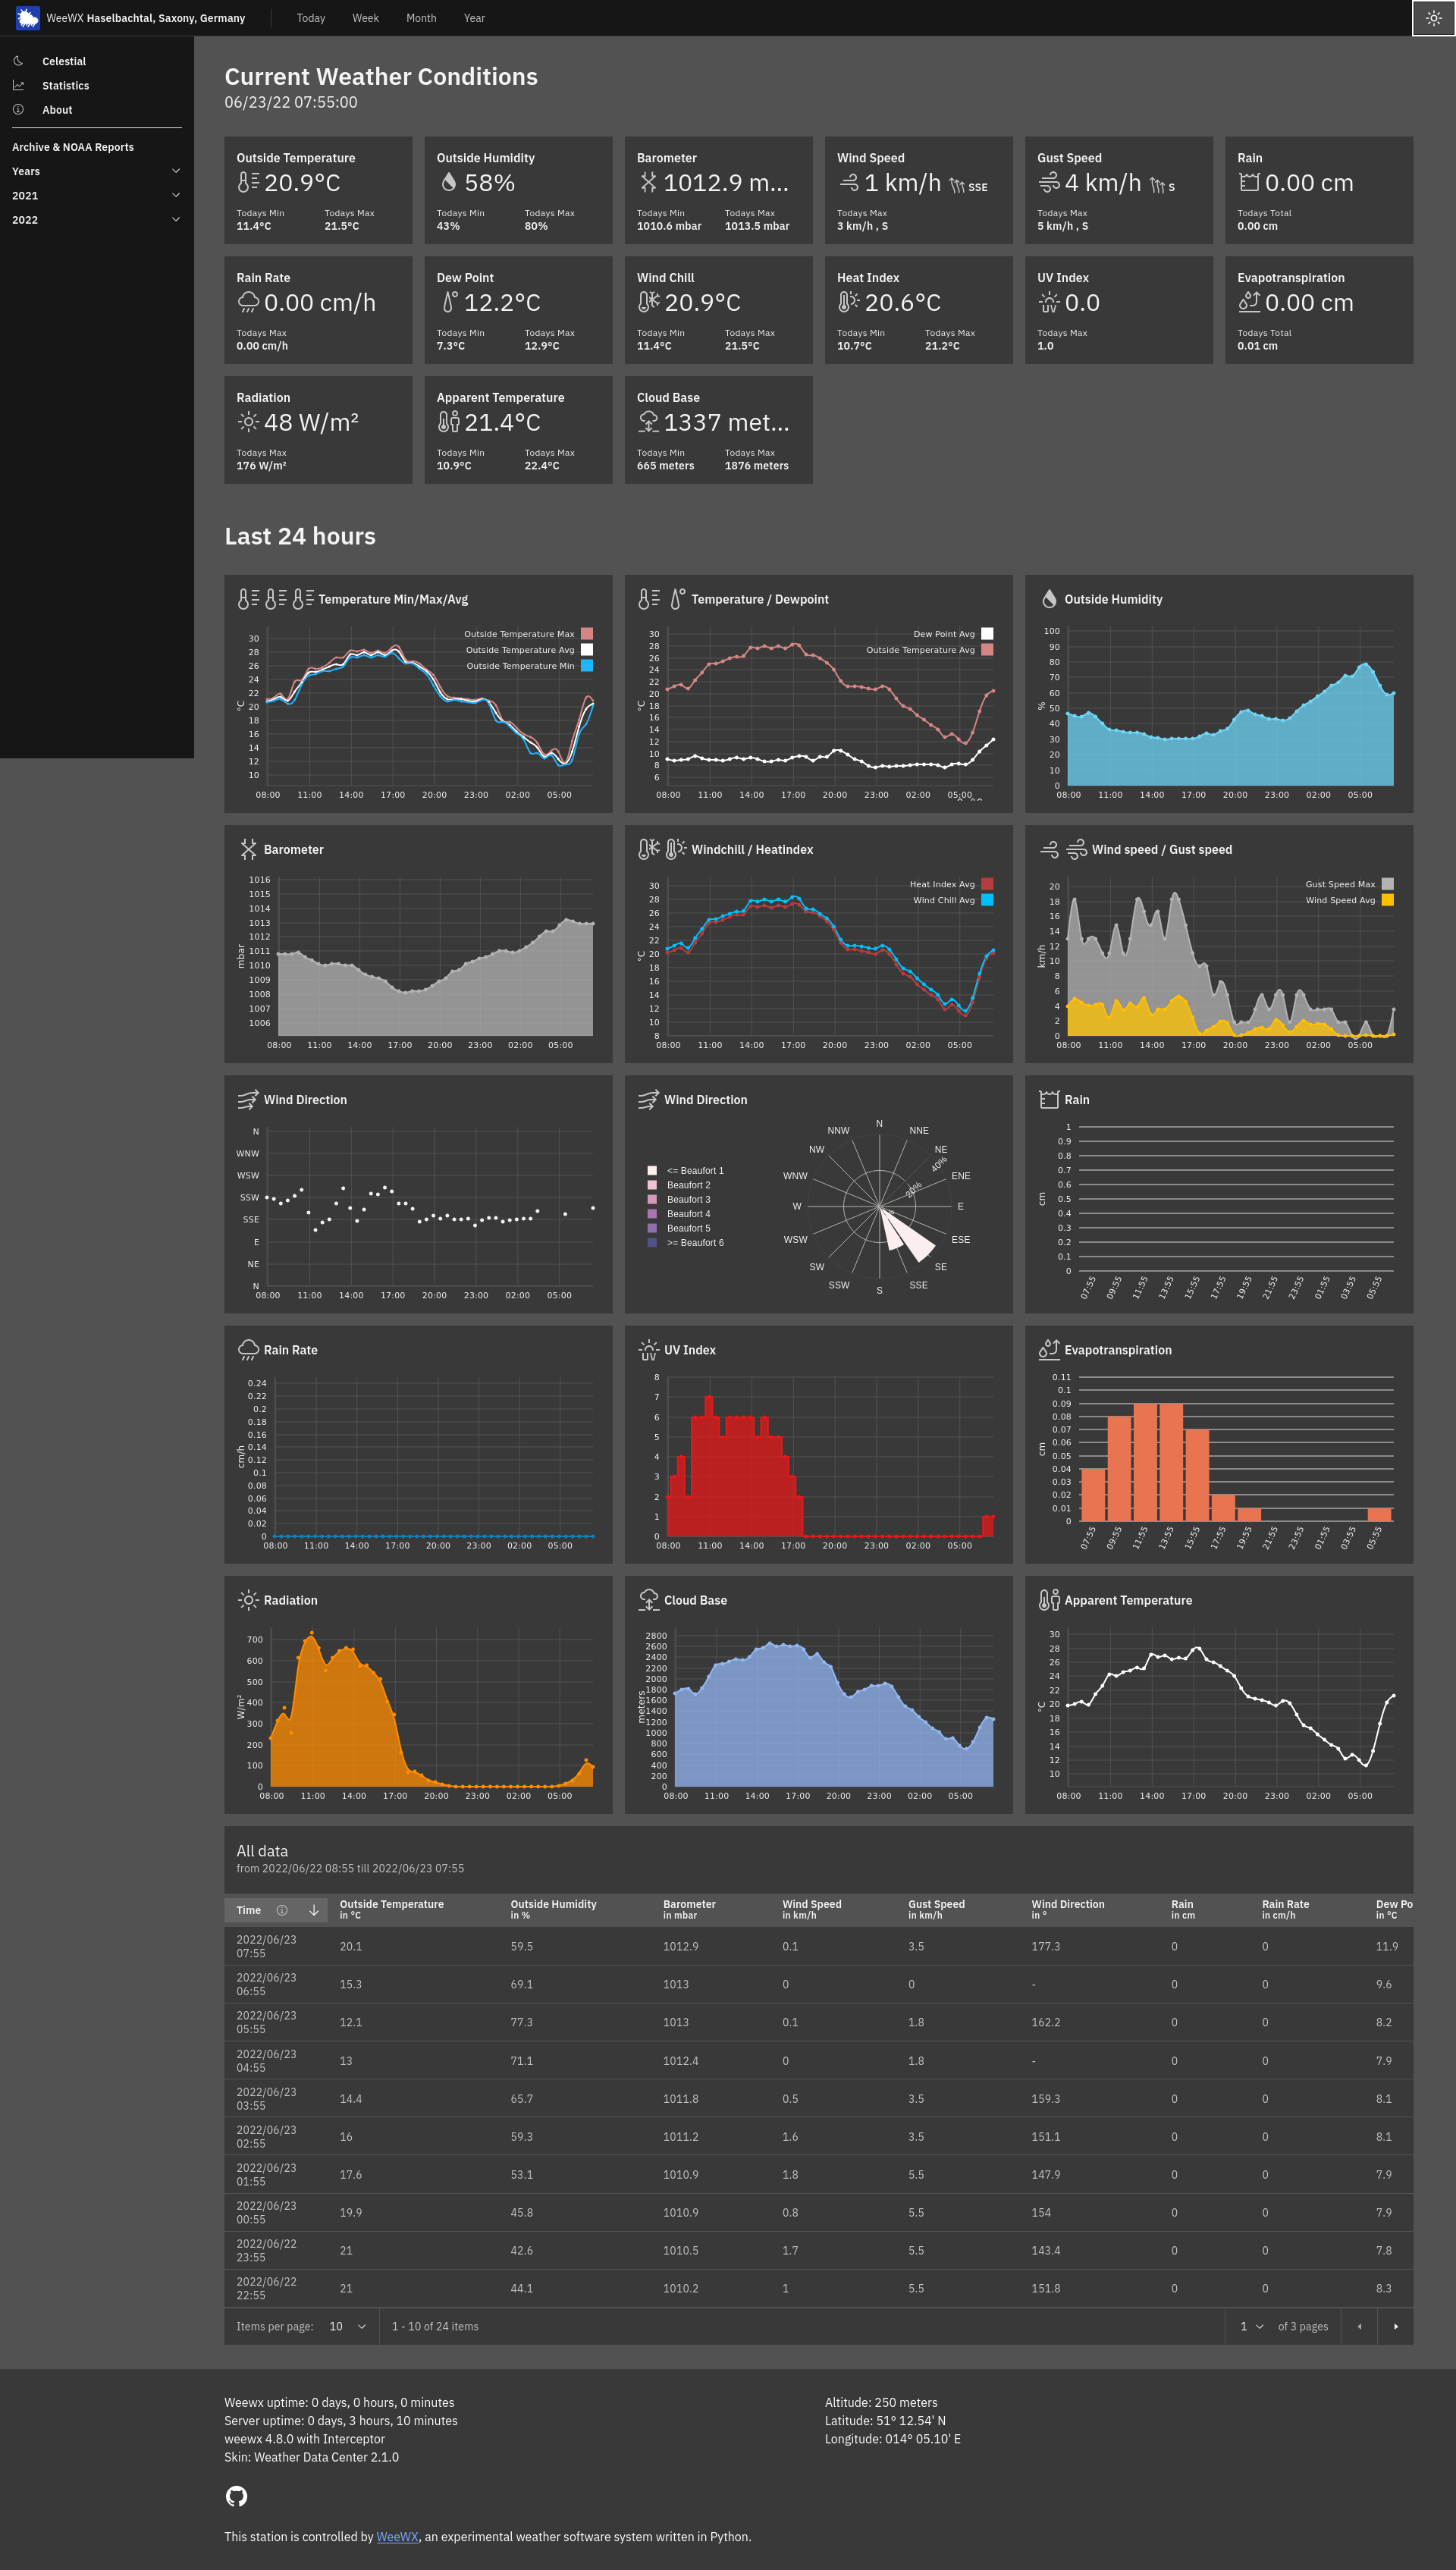 WeeWX Haselbachtal, Saxony, Germany Today Week Month Year
Celestial
Statistics
About
Archive & NOAA Reports
Years
2021
2022
Current Weather Conditions
06/23/22 07:55:00
Outside Temperature
20.9°C
Todays Min Todays Max
11.4°C 21.5°C
Outside Humidity
58%
Todays Min Todays Max
43% 80%
Barometer
1012.9 m...
Todays Min Todays Max
1010.6 mbar 1013.5 mbar
Wind Speed
1 km/h SSE
Todays Max
3 km/h , S
Gust Speed
4 km/h S
Todays Max
5 km/h , S
Rain
0.00 cm
Todays Total
0.00 cm
Rain Rate
0.00 cm/h
Todays Max
0.00 cm/h
Dew Point
12.2°C
Todays Min Todays Max
7.3°C 12.9°C
Wind Chill
20.9°C
Todays Min Todays Max
11.4°C 21.5°C
Heat Index
20.6°C
Todays Min Todays Max
10.7°C 21.2°C
UV Index
0.0
Todays Max
1.0
Evapotranspiration
0.00 cm
Todays Total
0.01 cm
Radiation
48 W/m²
Todays Max
176 W/m²
Apparent Temperature
21.4°C
Todays Min Todays Max
10.9°C 22.4°C
Cloud Base
1337 met...
Todays Min Todays Max
665 meters 1876 meters
Last 24 hours
Temperature Min/Max/Avg
Outside Temperature Max
Outside Temperature Avg
Outside Temperature Min
°C
30
28
26
24
22
20
18
16
14
12
10
08:00 11:00 14:00 17:00 20:00 23:00 02:00 05:00
Temperature / Dewpoint
Dew Point Avg
Outside Temperature Avg
°C
30
28
26
24
22
20
18
16
14
12
10
8
6
08:00 11:00 14:00 17:00 20:00 23:00 02:00 05:00
Outside Humidity
%
100
90
80
70
60
50
40
30
20
10
0
08:00 11:00 14:00 17:00 20:00 23:00 02:00 05:00
Barometer
mbar
1016
1015
1014
1013
1012
1011
1010
1009
1008
1007
1006
08:00 11:00 14:00 17:00 20:00 23:00 02:00 05:00
Windchill / Heatindex
Heat Index Avg
Wind Chill Avg
°C
30
28
26
24
22
20
18
16
14
12
10
8
08:00 11:00 14:00 17:00 20:00 23:00 02:00 05:00
Wind speed / Gust speed
Gust Speed Max
Wind Speed Avg
km/h
20
18
16
14
12
10
8
6
4
2
0
08:00 11:00 14:00 17:00 20:00 23:00 02:00 05:00
Wind Direction
N
WNW
WSW
SSW
SSE
E
NE
N
08:00 11:00 14:00 17:00 20:00 23:00 02:00 05:00
Wind Direction
<= Beaufort 1
Beaufort 2
Beaufort 3
Beaufort 4
Beaufort 5
>= Beaufort 6
N
NNE
NE
ENE
E
ESE
SE
SSE
S
SSW
SW
WSW
W
WNW
NW
NNW
20%
40%
Rain
cm
1
0.9
0.8
0.7
0.6
0.5
0.4
0.3
0.2
0.1
0
07:55 09:55 11:55 13:55 15:55 17:55 19:55 21:55 23:55 01:55 03:55 05:55
Rain Rate
cm/h
0.24
0.22
0.2
0.18
0.16
0.14
0.12
0.1
0.08
0.06
0.04
0.02
0
08:00 11:00 14:00 17:00 20:00 23:00 02:00 05:00
UV Index
8
7
6
5
4
3
2
1
0
08:00 11:00 14:00 17:00 20:00 23:00 02:00 05:00
Evapotranspiration
cm
0.11
0.1
0.09
0.08
0.07
0.06
0.05
0.04
0.03
0.02
0.01
0
07:55 09:55 11:55 13:55 15:55 17:55 19:55 21:55 23:55 01:55 03:55 05:55
Radiation
W/m²
700
600
500
400
300
200
100
0
08:00 11:00 14:00 17:00 20:00 23:00 02:00 05:00
Cloud Base
meters
2800
2600
2400
2200
2000
1800
1600
1400
1200
1000
800
600
400
200
0
08:00 11:00 14:00 17:00 20:00 23:00 02:00 05:00
Apparent Temperature
°C
30
28
26
24
22
20
18
16
14
12
10
08:00 11:00 14:00 17:00 20:00 23:00 02:00 05:00
All data
from 2022/06/22 08:55 till 2022/06/23 07:55
Time Outside Temperature Outside Humidity Barometer Wind Speed Gust Speed Wind Direction Rain Rain Rate Dew Po
in °C in % in mbar in km/h in km/h in ° in cm in cm/h in °C
2022/06/23
07:55 20.1 59.5 1012.9 0.1 3.5 177.3 0 0 11.9
2022/06/23
06:55 15.3 69.1 1013 0 0 - 0 0 9.6
2022/06/23
05:55 12.1 77.3 1013 0.1 1.8 162.2 0 0 8.2
2022/06/23
04:55 13 71.1 1012.4 0 1.8 - 0 0 7.9
2022/06/23
03:55 14.4 65.7 1011.8 0.5 3.5 159.3 0 0 8.1
2022/06/23
02:55 16 59.3 1011.2 1.6 3.5 151.1 0 0 8.1
2022/06/23
01:55 17.6 53.1 1010.9 1.8 5.5 147.9 0 0 7.9
2022/06/23
00:55 19.9 45.8 1010.9 0.8 5.5 154 0 0 7.9
2022/06/22
23:55 21 42.6 1010.5 1.7 5.5 143.4 0 0 7.8
2022/06/22
22:55 21 44.1 1010.2 1 5.5 151.8 0 0 8.3
Items per page: 10 1 - 10 of 24 items 1 of 3 pages
Weewx uptime: 0 days, 0 hours, 0 minutes
Server uptime: 0 days, 3 hours, 10 minutes
weewx 4.8.0 with Interceptor
Skin: Weather Data Center 2.1.0
Altitude: 250 meters
Latitude: 51° 12.54' N
Longitude: 014° 05.10' E
This station is controlled by WeeWX, an experimental weather software system written in Python.